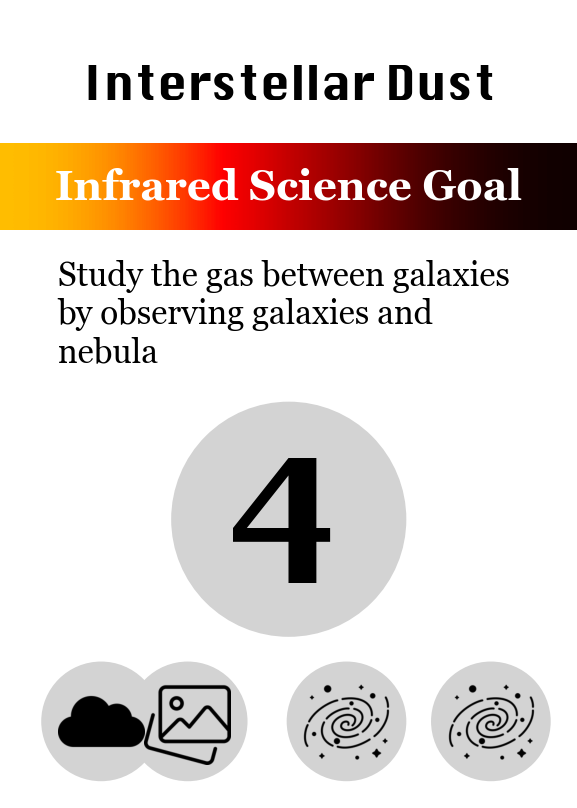 Interstellar Dust
Infrared Science Goal
Study the gas between galaxies
by observing galaxies and
nebula
4